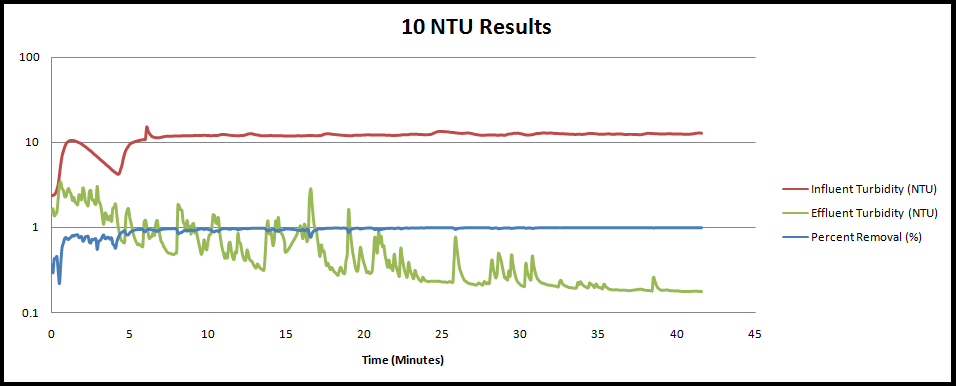 10 NTU Results
100
10
1
0.1
0 5 10 15 20 25 30 35 40 45
Time (Minutes)
Influent Turbidity (NTU)
Effluent Turbidity (NTU)
Percent Removal (%)